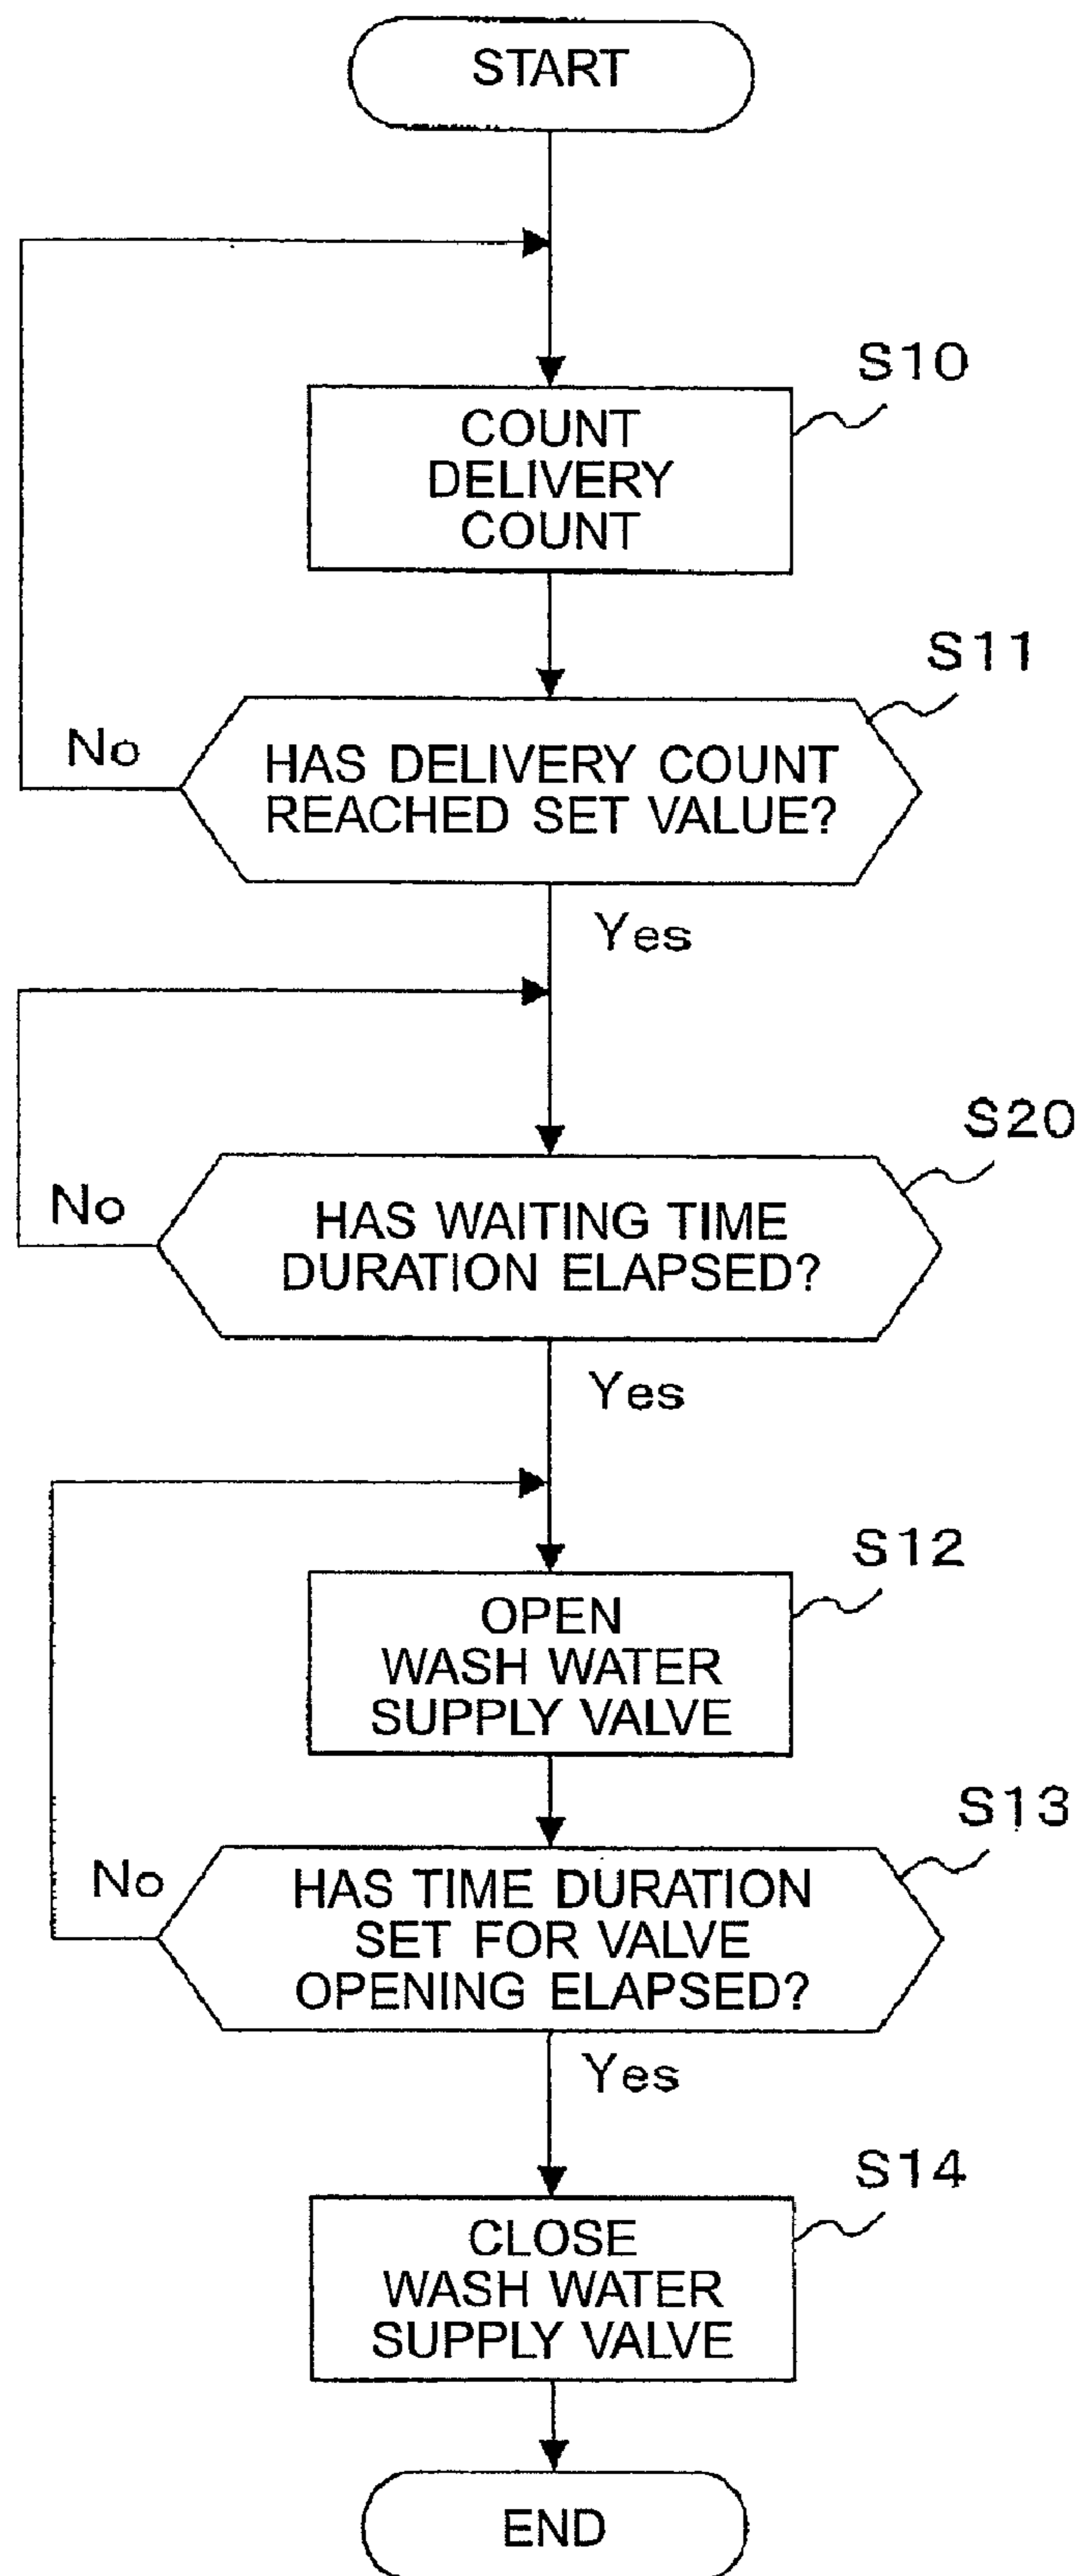 START
S10
COUNT
DELIVERY
COUNT
S11
No
HAS DELIVERY COUNT
REACHED SET VALUE?
Yes
S20
No
HAS WAITING TIME
DURATION ELAPSED?
Yes
S12
OPEN
WASH WATER
SUPPLY VALVE
S13
No
HAS TIME DURATION
SET FOR VALVE
OPENING ELAPSED?
Yes
S14
CLOSE
WASH WATER
SUPPLY VALVE
END